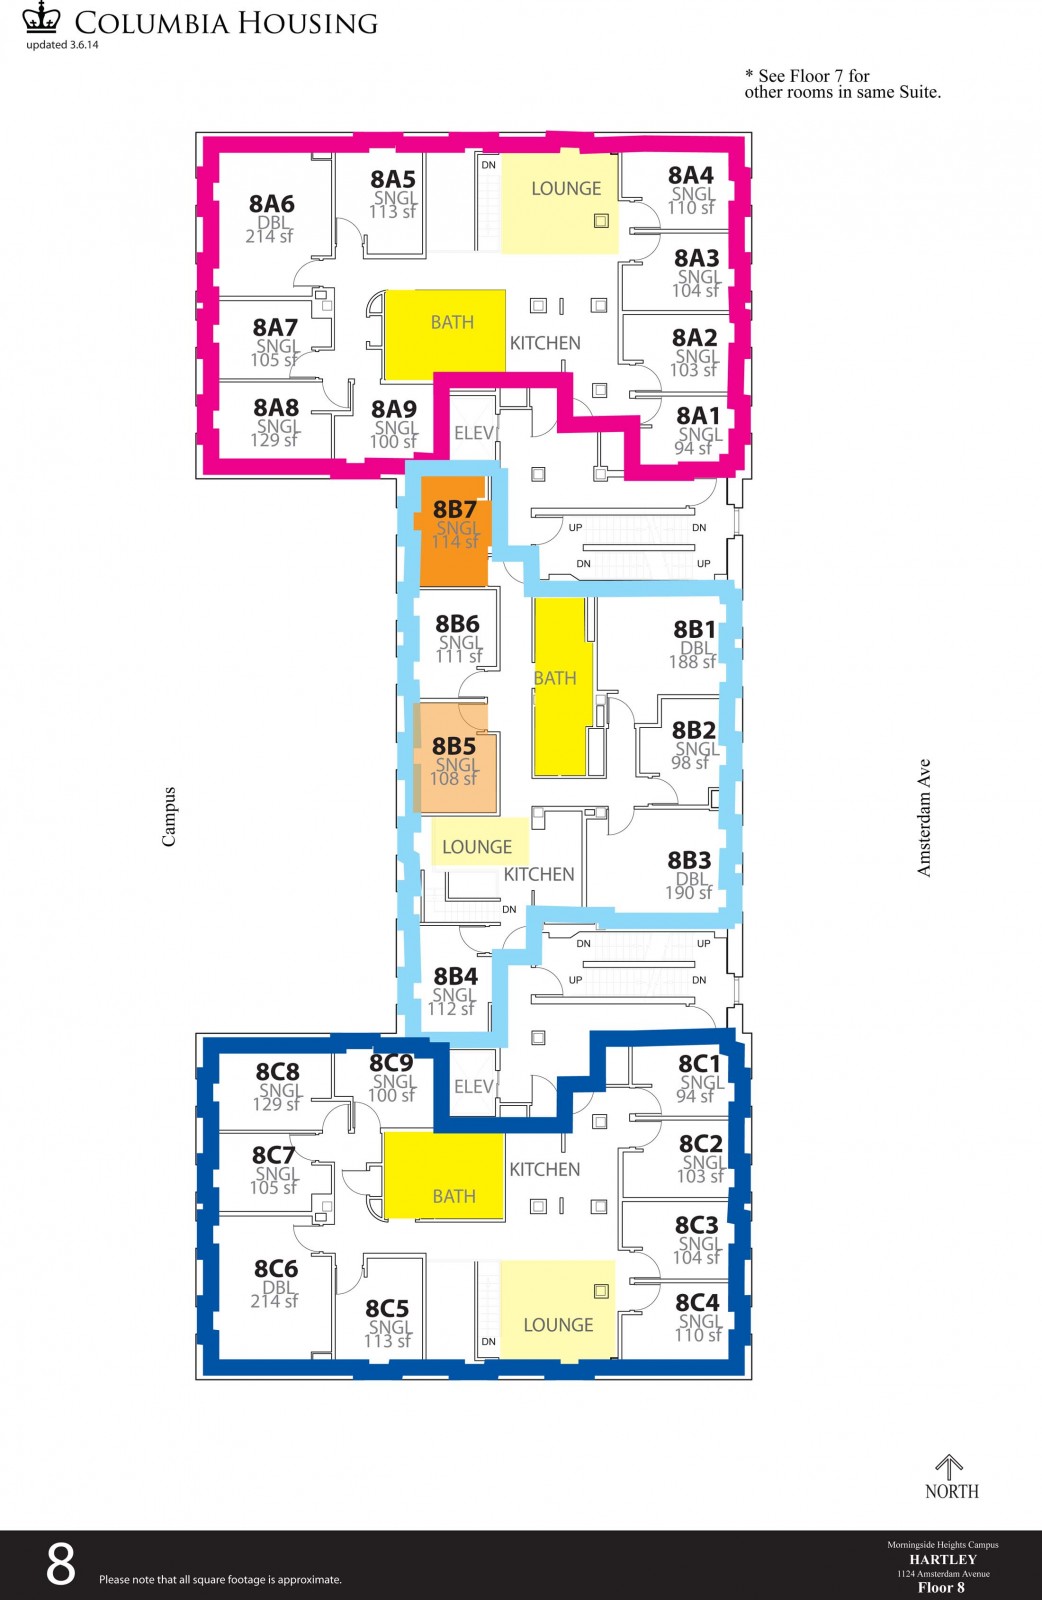 COLUMBIA HOUSING
updated 3.6.14
* See Floor 7 for
other rooms in same Suite.
8A6
DBL
214 sf
8A5
SNGL
113 sf
DN
LOUNGE
8A4
SNGL
110 sf
8A3
SNGL
104 sf
8A7
SNGL
105 sf
BATH
KITCHEN
8A2
SNGL
103 sf
8A8
SNGL
129 sf
8A9
SNGL
100 sf
ELEV
8A1
SNGL
94 sf
8B7
SNGL
114 sf
UP
DN
DN
UP
8B6
SNGL
111 sf
BATH
8B1
DBL
188 sf
8B2
SNGL
98 sf
8B5
SNGL
108 sf
Campus
Amsterdam Ave
LOUNGE
KITCHEN
DN
8B3
DBL
190 sf
8B4
SNGL
112 sf
DN
UP
UP
DN
8C8
SNGL
129 sf
8C9
SNGL
100 sf
ELEV
8C1
SNGL
94 sf
8C7
SNGL
105 sf
BATH
KITCHEN
8C2
SNGL
103 sf
8C3
SNGL
104 sf
8C6
DBL
214 sf
8C5
SNGL
113 sf
DN
LOUNGE
8C4
SNGL
110 sf
NORTH
8
Please note that all square footage is approximate.
Morningside Heights Campus
HARTLEY
1124 Amsterdam Avenue
Floor 8